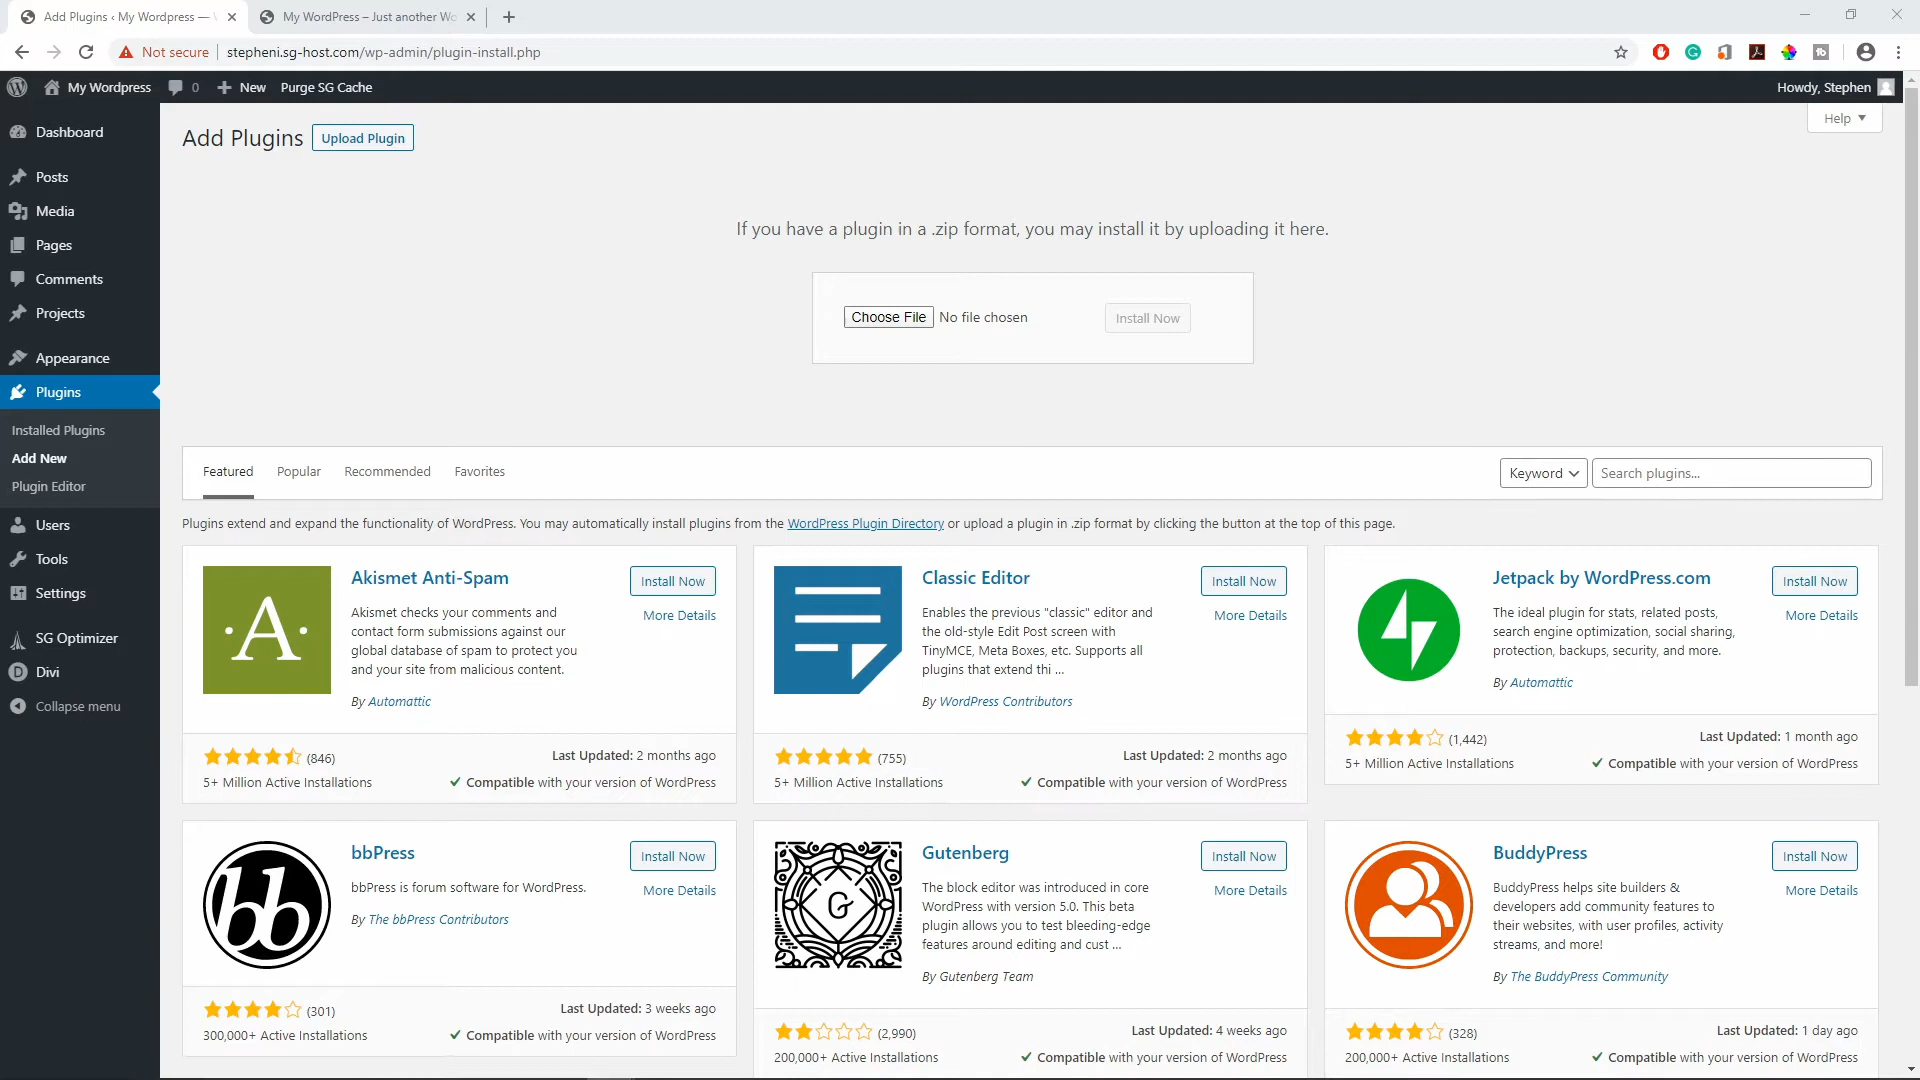 Add Plugins ‹ My Wordpress —
My WordPress – Just another Wo
Not secure
stepheni.sg-host.com/wp-admin/plugin-install.php
My Wordpress
0
New
Purge SG Cache
Howdy, Stephen
Dashboard
Posts
Media
Pages
Comments
Projects
Appearance
Plugins
Installed Plugins
Add New
Plugin Editor
Users
Tools
Settings
SG Optimizer
Divi
Collapse menu
Add Plugins
Upload Plugin
Help
If you have a plugin in a .zip format, you may install it by uploading it here.
Choose File No file chosen
Install Now
Featured
Popular
Recommended
Favorites
Keyword
Search plugins...
Plugins extend and expand the functionality of WordPress. You may automatically install plugins from the WordPress Plugin Directory or upload a plugin in .zip format by clicking the button at the top of this page.
A
Akismet Anti-Spam
Install Now
More Details
Akismet checks your comments and
contact form submissions against our
global database of spam to protect you
and your site from malicious content.
By Automattic
(846)
Last Updated: 2 months ago
5+ Million Active Installations
Compatible with your version of WordPress
Classic Editor
Install Now
More Details
Enables the previous "classic" editor and
the old-style Edit Post screen with
TinyMCE, Meta Boxes, etc. Supports all
plugins that extend thi ...
By WordPress Contributors
(755)
Last Updated: 2 months ago
5+ Million Active Installations
Compatible with your version of WordPress
Jetpack by WordPress.com
Install Now
More Details
The ideal plugin for stats, related posts,
search engine optimization, social sharing,
protection, backups, security, and more.
By Automattic
(1,442)
Last Updated: 1 month ago
5+ Million Active Installations
Compatible with your version of WordPress
bb
bbPress
Install Now
More Details
bbPress is forum software for WordPress.
By The bbPress Contributors
(301)
Last Updated: 3 weeks ago
300,000+ Active Installations
Compatible with your version of WordPress
G
Gutenberg
Install Now
More Details
The block editor was introduced in core
WordPress with version 5.0. This beta
plugin allows you to test bleeding-edge
features around editing and cust ...
By Gutenberg Team
(2,990)
Last Updated: 4 weeks ago
200,000+ Active Installations
Compatible with your version of WordPress
BuddyPress
Install Now
More Details
BuddyPress helps site builders &
developers add community features to
their websites, with user profiles, activity
streams, and more!
By The BuddyPress Community
(328)
Last Updated: 1 day ago
200,000+ Active Installations
Compatible with your version of WordPress